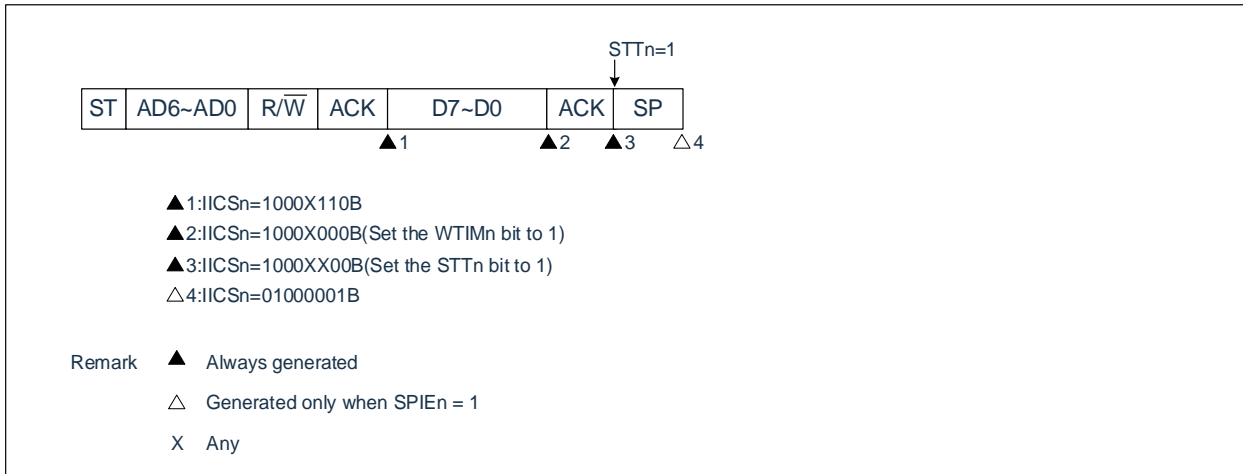 STTn=1
ST AD6~AD0 R/W ACK D7~D0 ACK SP
▲1 ▲2 ▲3 △4
▲1:IICSn=1000X110B
▲2:IICSn=1000X000B(Set the WTIMn bit to 1)
▲3:IICSn=1000XX00B(Set the STTn bit to 1)
△4:IICSn=01000001B
Remark ▲ Always generated
△ Generated only when SPIEn = 1
X Any